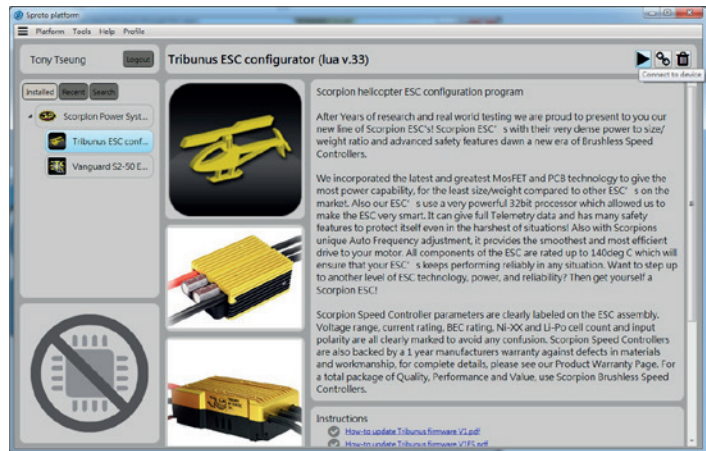 Sproto platform
Platform Tools Help Profile
Tony Tseung
Logout
Tribunus ESC configurator (lua v.33)
Connect to device
Installed Recent Search
Scorpion Power Syst...
Tribunus ESC conf...
Vanguard S2-50 E...
Scorpion helicopter ESC configuration program
After Years of research and real world testing we are proud to present to you our
new line of Scorpion ESC's! Scorpion ESC' s with their very dense power to size/
weight ratio and advanced safety features dawn a new era of Brushless Speed
Controllers.
We incorporated the latest and greatest MosFET and PCB technology to give the
most power capability, for the least size/weight compared to other ESC' s on the
market. Also our ESC' s use a very powerful 32bit processor which allowed us to
make the ESC very smart. It can give full Telemetry data and has many safety
features to protect itself even in the harshest of situations! Also with Scorpions
unique Auto Frequency adjustment, it provides the smoothest and most efficient
drive to your motor. All components of the ESC are rated up to 140deg C which will
ensure that your ESC' s keeps performing reliably in any situation. Want to step up
to another level of ESC technology, power, and reliability? Then get yourself a
Scorpion ESC!
Scorpion Speed Controller parameters are clearly labeled on the ESC assembly.
Voltage range, current rating, BEC rating, Ni-XX and Li-Po cell count and input
polarity are all clearly marked to avoid any confusion. Scorpion Speed Controllers
are also backed by a 1 year manufacturers warranty against defects in materials
and workmanship, for complete details, please see our Product Warranty Page. For
a total package of Quality, Performance and Value, use Scorpion Brushless Speed
Controllers.
Instructions
How-to update Tribunus firmware V1.pdf
How-to update Tribunus firmware V1FS.pdf